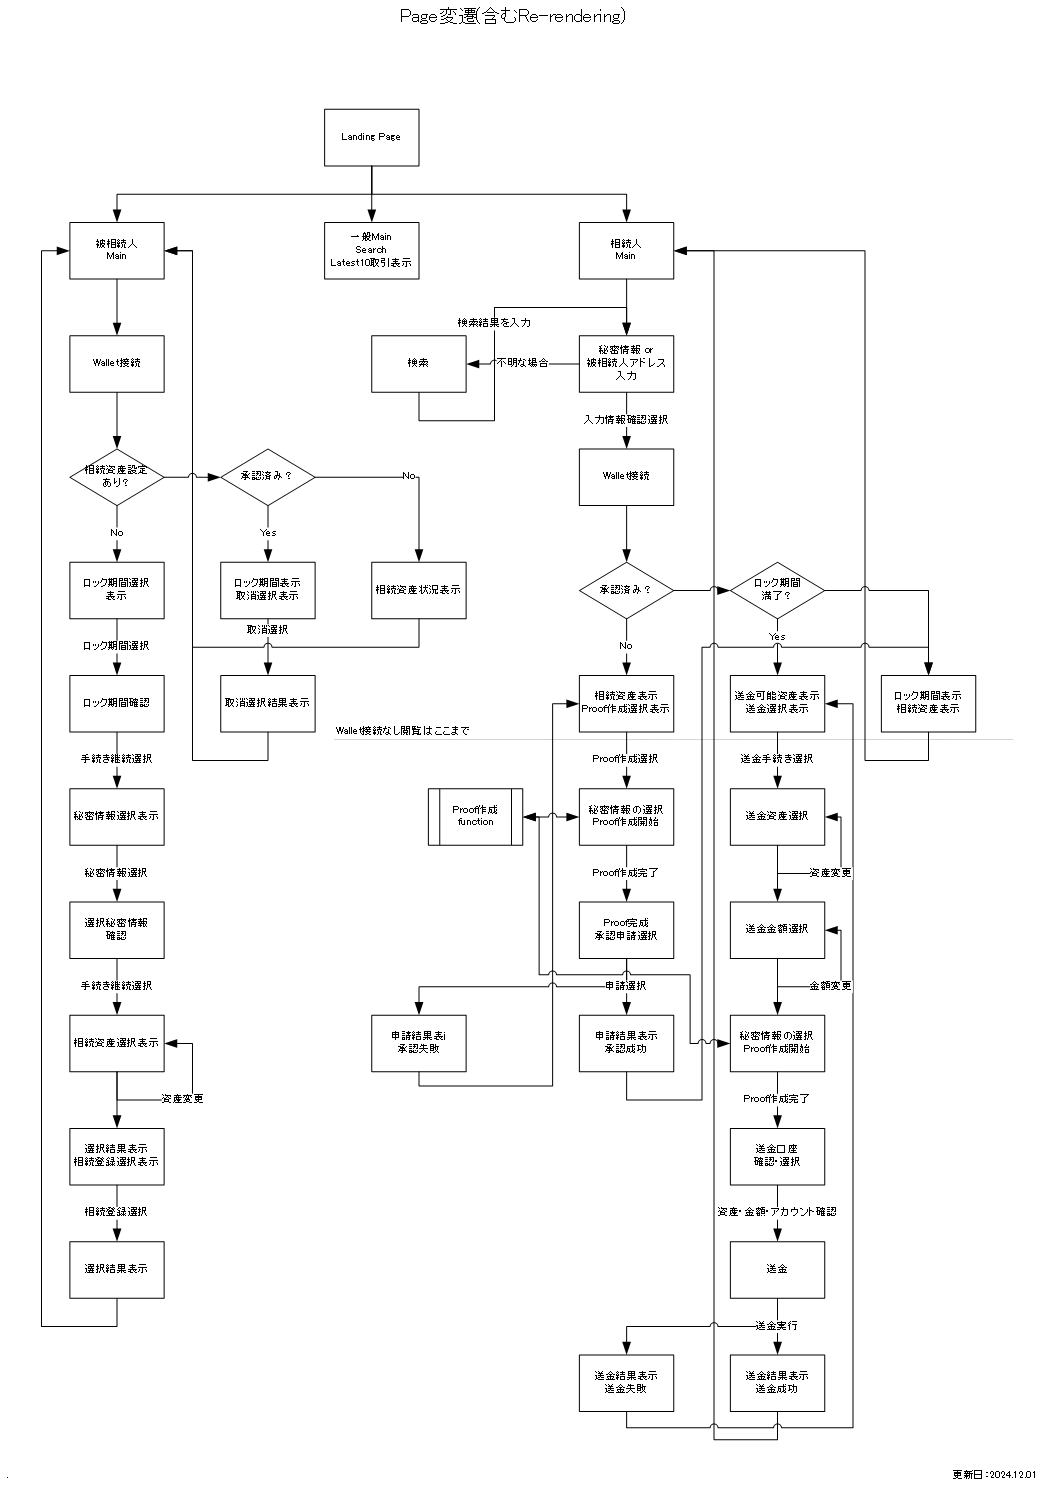 Page変遷(含むRe-rendering)
Landing Page
被相続人
Main
一般Main
Search
Latest10取引表示
相続人
Main
検索結果を入力
Wallet接続
検索
不明な場合
秘密情報 or
被相続人アドレス
入力
入力情報確認選択
相続資産設定
あり?
承認済み?
No
Wallet接続
No
Yes
ロック期間選択
表示
ロック期間表示
取消選択表示
相続資産状況表示
承認済み?
ロック期間
満了?
取消選択
ロック期間選択
No
Yes
ロック期間確認
取消選択結果表示
相続資産表示
Proof作成選択表示
送金可能資産表示
送金選択表示
ロック期間表示
相続資産表示
Wallet接続なし閲覧はここまで
手続き継続選択
Proof作成選択
送金手続き選択
秘密情報選択表示
Proof作成
function
秘密情報の選択
Proof作成開始
送金資産選択
秘密情報選択
Proof作成完了
資産変更
選択秘密情報
確認
Proof完成
承認申請選択
送金金額選択
手続き継続選択
申請選択
金額変更
相続資産選択表示
申請結果表i
承認失敗
申請結果表示
承認成功
秘密情報の選択
Proof作成開始
資産変更
Proof作成完了
選択結果表示
相続登録選択表示
送金口座
確認・選択
相続登録選択
資産・金額・アカウント確認
選択結果表示
送金
送金実行
送金結果表示
送金失敗
送金結果表示
送金成功
更新日：2024.12.01